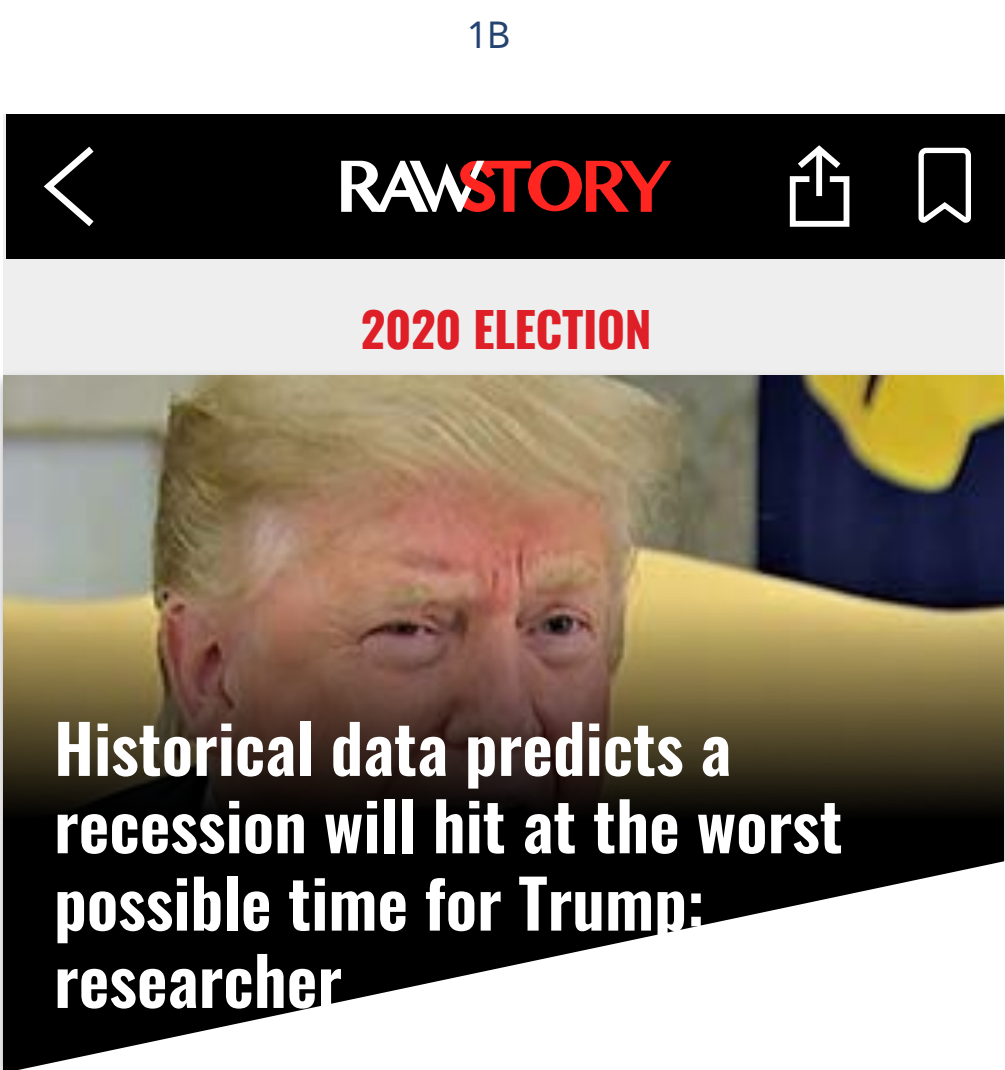 1B
RAWSTORY
2020 ELECTION
Historical data predicts a
recession will hit at the worst
possible time for Trump:
researcher